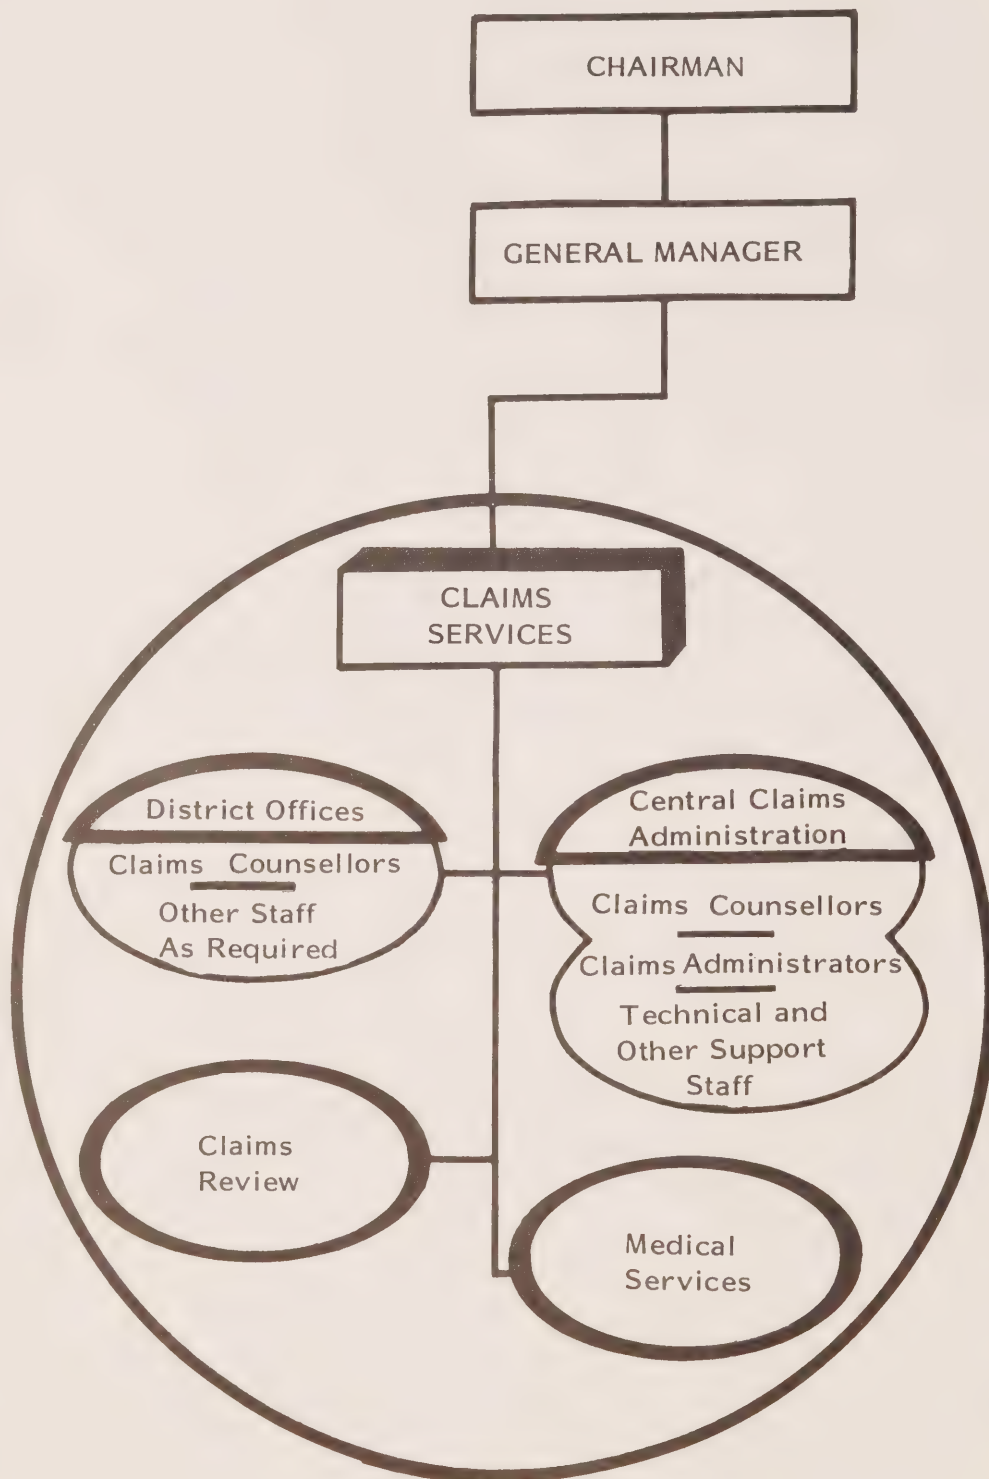 CHAIRMAN
GENERAL MANAGER
CLAIMS
SERVICES
District Offices
Claims Counsellors
Other Staff
As Required
Central Claims
Administration
Claims Counsellors
Claims Administrators
Technical and
Other Support
Staff
Claims
Review
Medical
Services